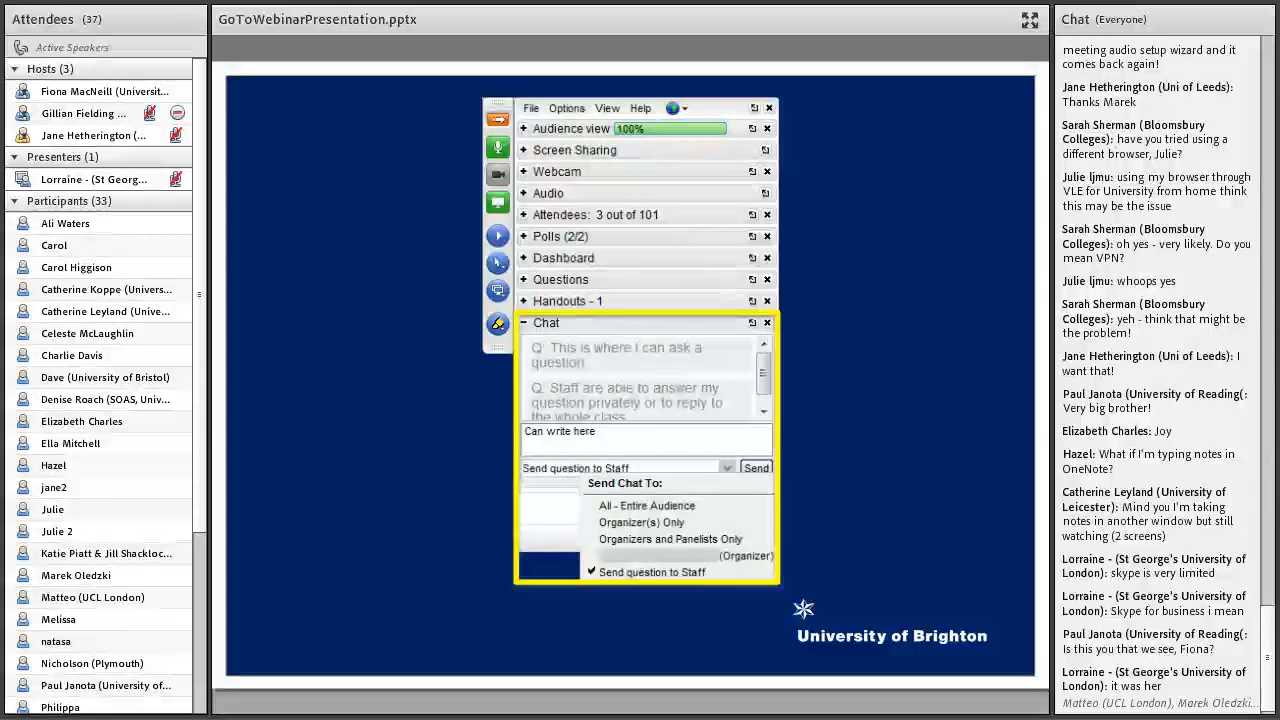 Attendees (37)
Active Speakers
Hosts (3)
Fiona MacNeill (Universit...
Gillian Fielding ...
Jane Hetherington (...
Presenters (1)
Lorraine - (St Georg...
Participants (33)
Ali Waters
Carol
Carol Higgison
Catherine Koppe (Univers...
Catherine Leyland (Unive...
Celeste McLaughlin
Charlie Davis
Dave (University of Bristol)
Denise Roach (SOAS, Univ...
Elizabeth Charles
Ella Mitchell
Hazel
jane2
Julie
Julie 2
Katie Piatt & Jill Shackloc...
Marek Oledzki
Matteo (UCL London)
Melissa
natasa
Nicholson (Plymouth)
Paul Janota (University of...
Philippa
GoToWebinarPresentation.pptx
File Options View Help
Audience view 100%
Screen Sharing
Webcam
Audio
Attendees: 3 out of 101
Polls (2/2)
Dashboard
Questions
Handouts - 1
Chat
Q: This is where I can ask a
question
Q: Staff are able to answer my
question privately or to reply to
the whole class
Can write here
Send question to Staff Send
Send Chat To:
All - Entire Audience
Organizer(s) Only
Organizers and Panelists Only
(Organizer)
Send question to Staff
University of Brighton
Chat (Everyone)
meeting audio setup wizard and it
comes back again!
Jane Hetherington (Uni of Leeds):
Thanks Marek
Sarah Sherman (Bloomsbury
Colleges): have you tried using a
different browser, Julie?
Julie ljmu: using my browser through
VLE for University from home think
this may be the issue
Sarah Sherman (Bloomsbury
Colleges): oh yes - very likely. Do you
mean VPN?
Julie ljmu: whoops yes
Sarah Sherman (Bloomsbury
Colleges): yeh - think that might be
the problem!
Jane Hetherington (Uni of Leeds): I
want that!
Paul Janota (University of Reading(:
Very big brother!
Elizabeth Charles: Joy
Hazel: What if I'm typing notes in
OneNote?
Catherine Leyland (University of
Leicester): Mind you I'm taking
notes in another window but still
watching (2 screens)
Lorraine - (St George's University of
London): skype is very limited
Lorraine - (St George's University of
London): Skype for business i mean
Paul Janota (University of Reading(:
Is this you that we see, Fiona?
Lorraine - (St George's University of
London): it was her
Matteo (UCL London), Marek Oledzki...